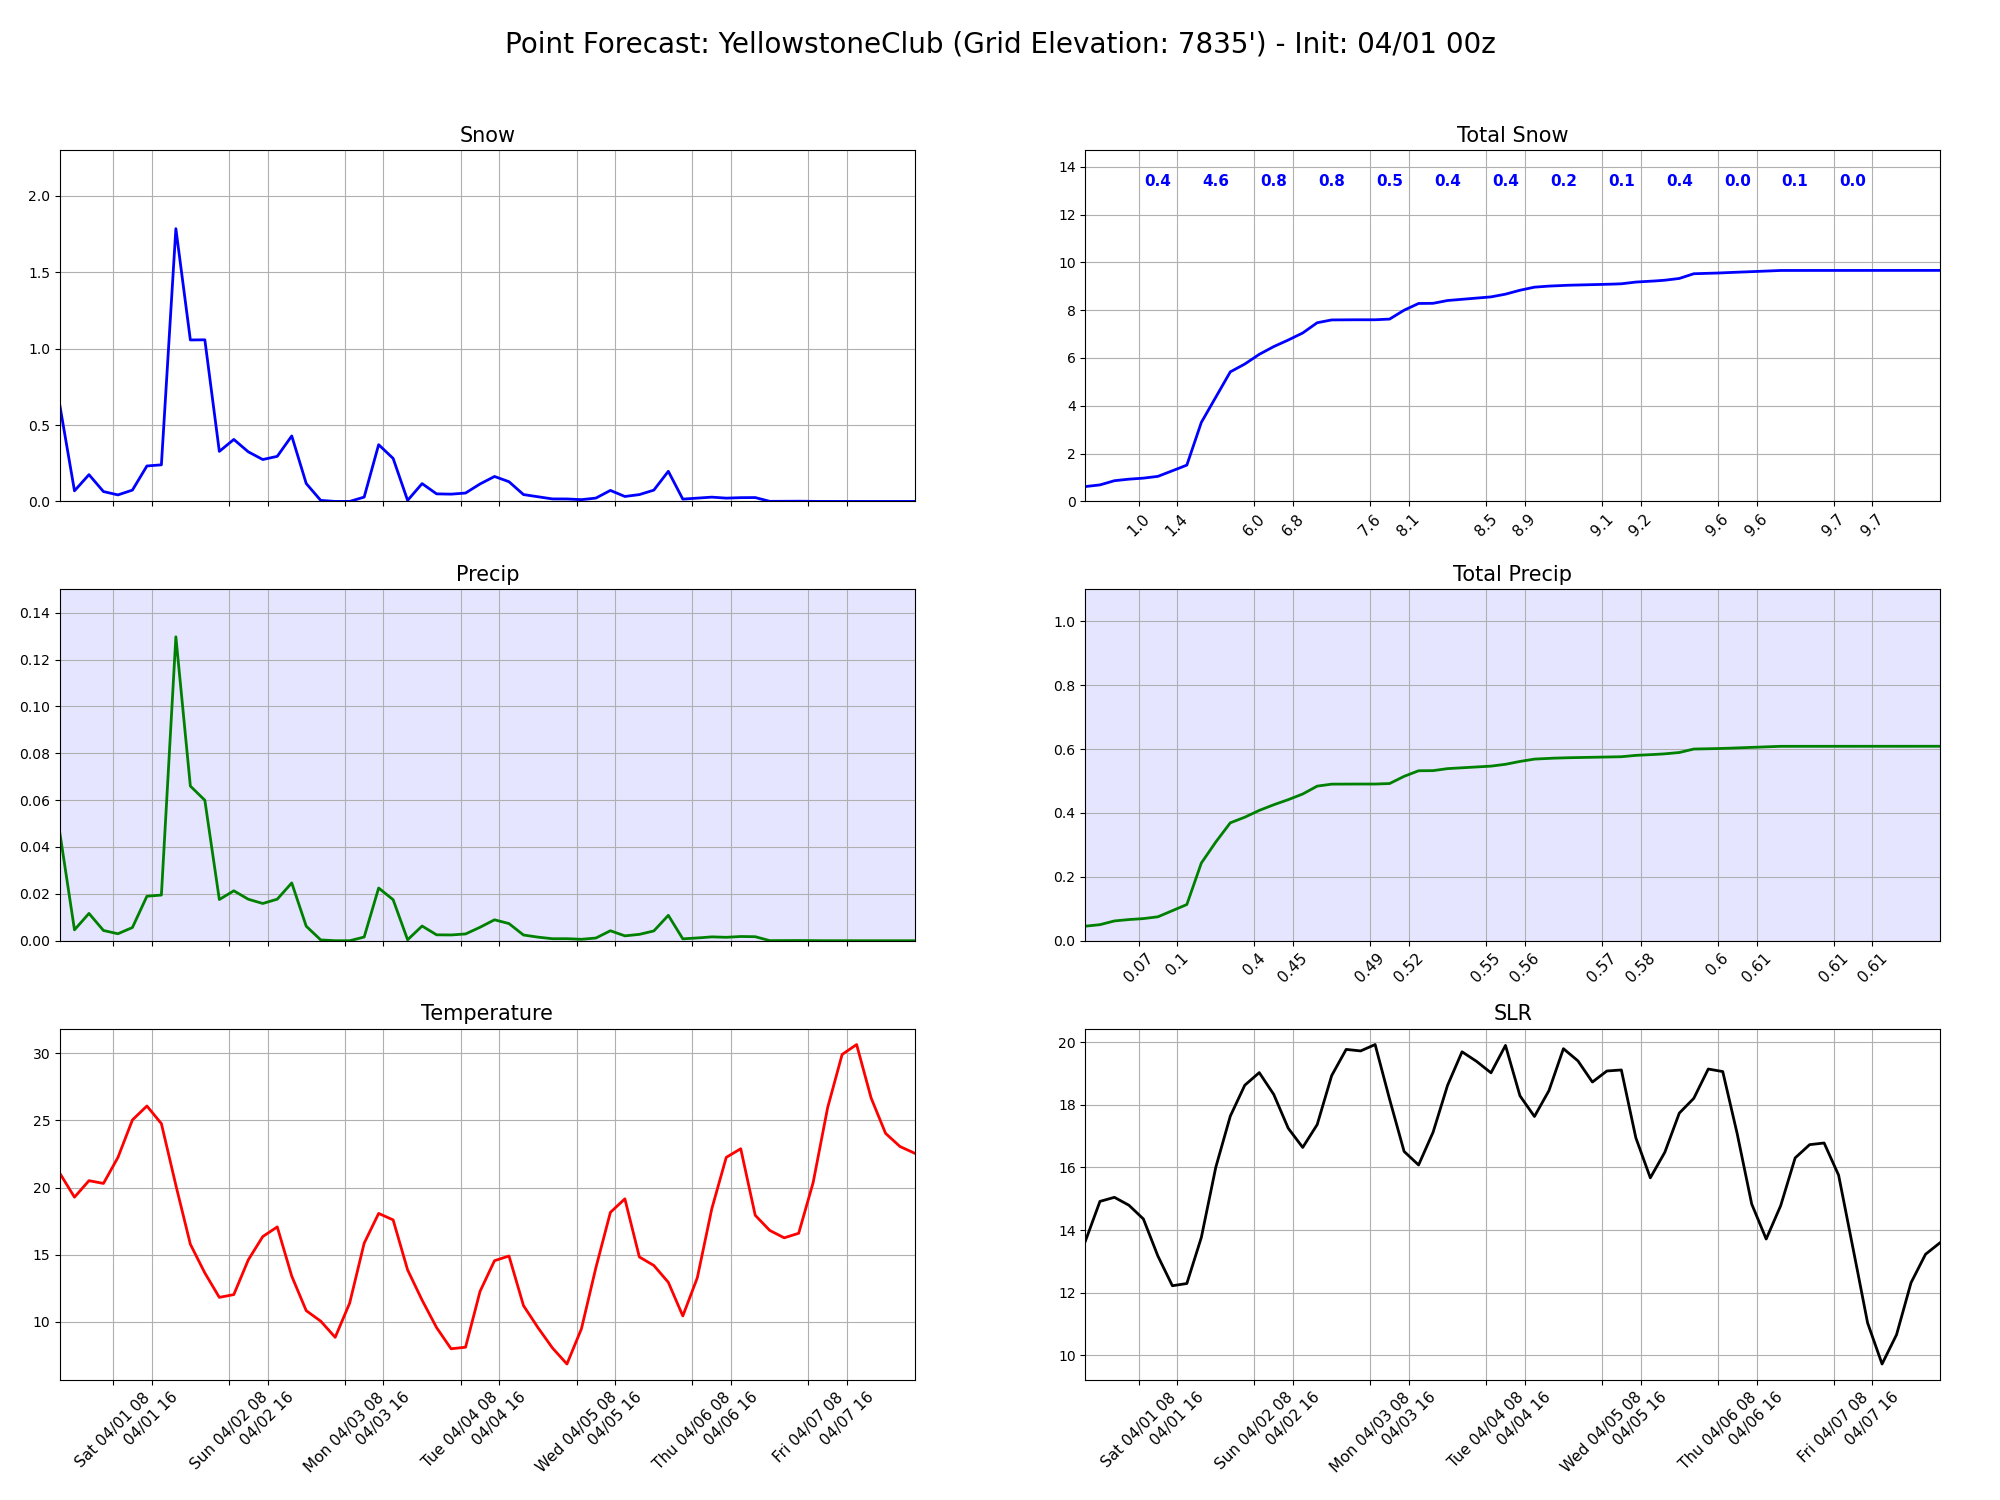 Point Forecast: YellowstoneClub (Grid Elevation: 7835') - Init: 04/01 00z
Snow
2.0
1.5
1.0
0.5
0.0
Total Snow
14
12
10
8
6
4
2
0
0.4 4.6 0.8 0.8 0.5 0.4 0.4 0.2 0.1 0.4 0.0 0.1 0.0
1.0 1.4 6.0 6.8 7.6 8.1 8.5 8.9 9.1 9.2 9.6 9.6 9.7 9.7
Precip
0.14
0.12
0.10
0.08
0.06
0.04
0.02
0.00
Total Precip
1.0
0.8
0.6
0.4
0.2
0.0
0.07 0.1 0.4 0.45 0.49 0.52 0.55 0.56 0.57 0.58 0.6 0.61 0.61 0.61
Temperature
30
25
20
15
10
Sat 04/01 08
04/01 16
Sun 04/02 08
04/02 16
Mon 04/03 08
04/03 16
Tue 04/04 08
04/04 16
Wed 04/05 08
04/05 16
Thu 04/06 08
04/06 16
Fri 04/07 08
04/07 16
SLR
20
18
16
14
12
10
Sat 04/01 08
04/01 16
Sun 04/02 08
04/02 16
Mon 04/03 08
04/03 16
Tue 04/04 08
04/04 16
Wed 04/05 08
04/05 16
Thu 04/06 08
04/06 16
Fri 04/07 08
04/07 16